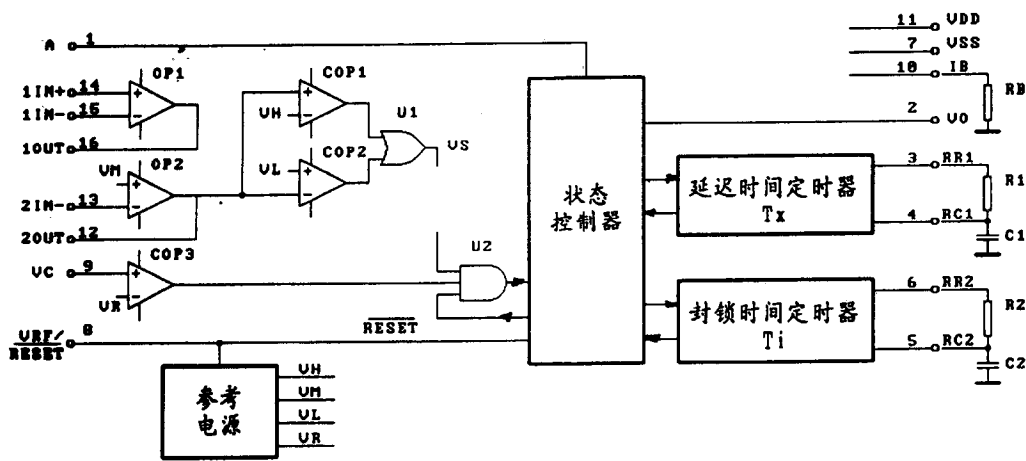 A 1
1IN+ 14
1IN- 15
1OUT 16
OP1
VM
OP2
2IN- 13
2OUT 12
VC 9
COP3
VR
VRF/
RESET
8
COP1
VH
COP2
VL
U1
VS
U2
RESET
参考
电源
VH
VM
VL
VR
状态
控制器
延迟时间定时器
Tx
封锁时间定时器
Ti
11 VDD
7 VSS
10 IB
RB
2 VO
3 RR1
R1
4 RC1
C1
6 RR2
R2
5 RC2
C2